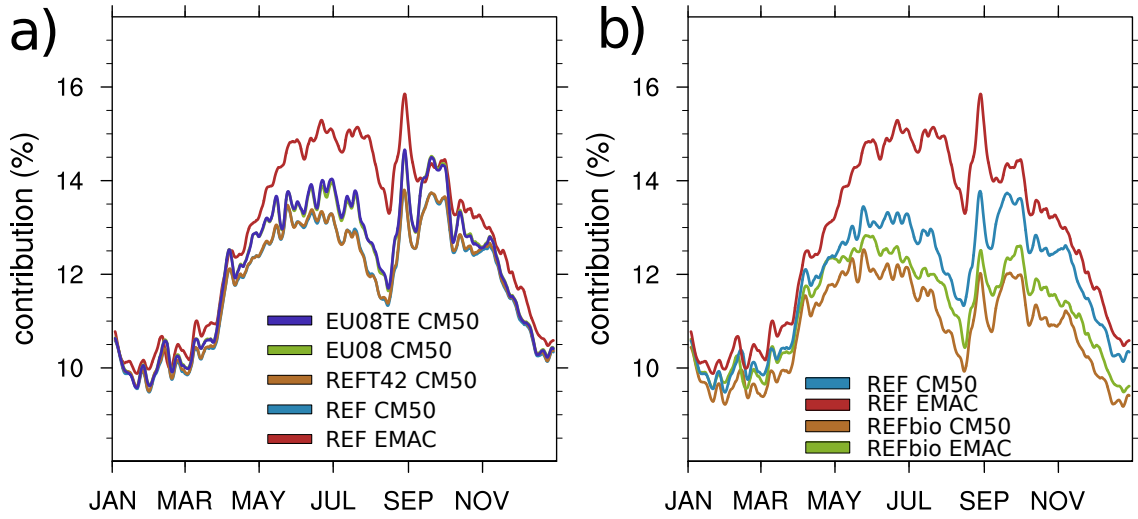 a)
contribution (%)
16
14
12
10
EU08TE CM50
EU08 CM50
REFT42 CM50
REF CM50
REF EMAC
JAN MAR MAY JUL SEP NOV
b)
contribution (%)
16
14
12
10
REF CM50
REF EMAC
REFbio CM50
REFbio EMAC
JAN MAR MAY JUL SEP NOV